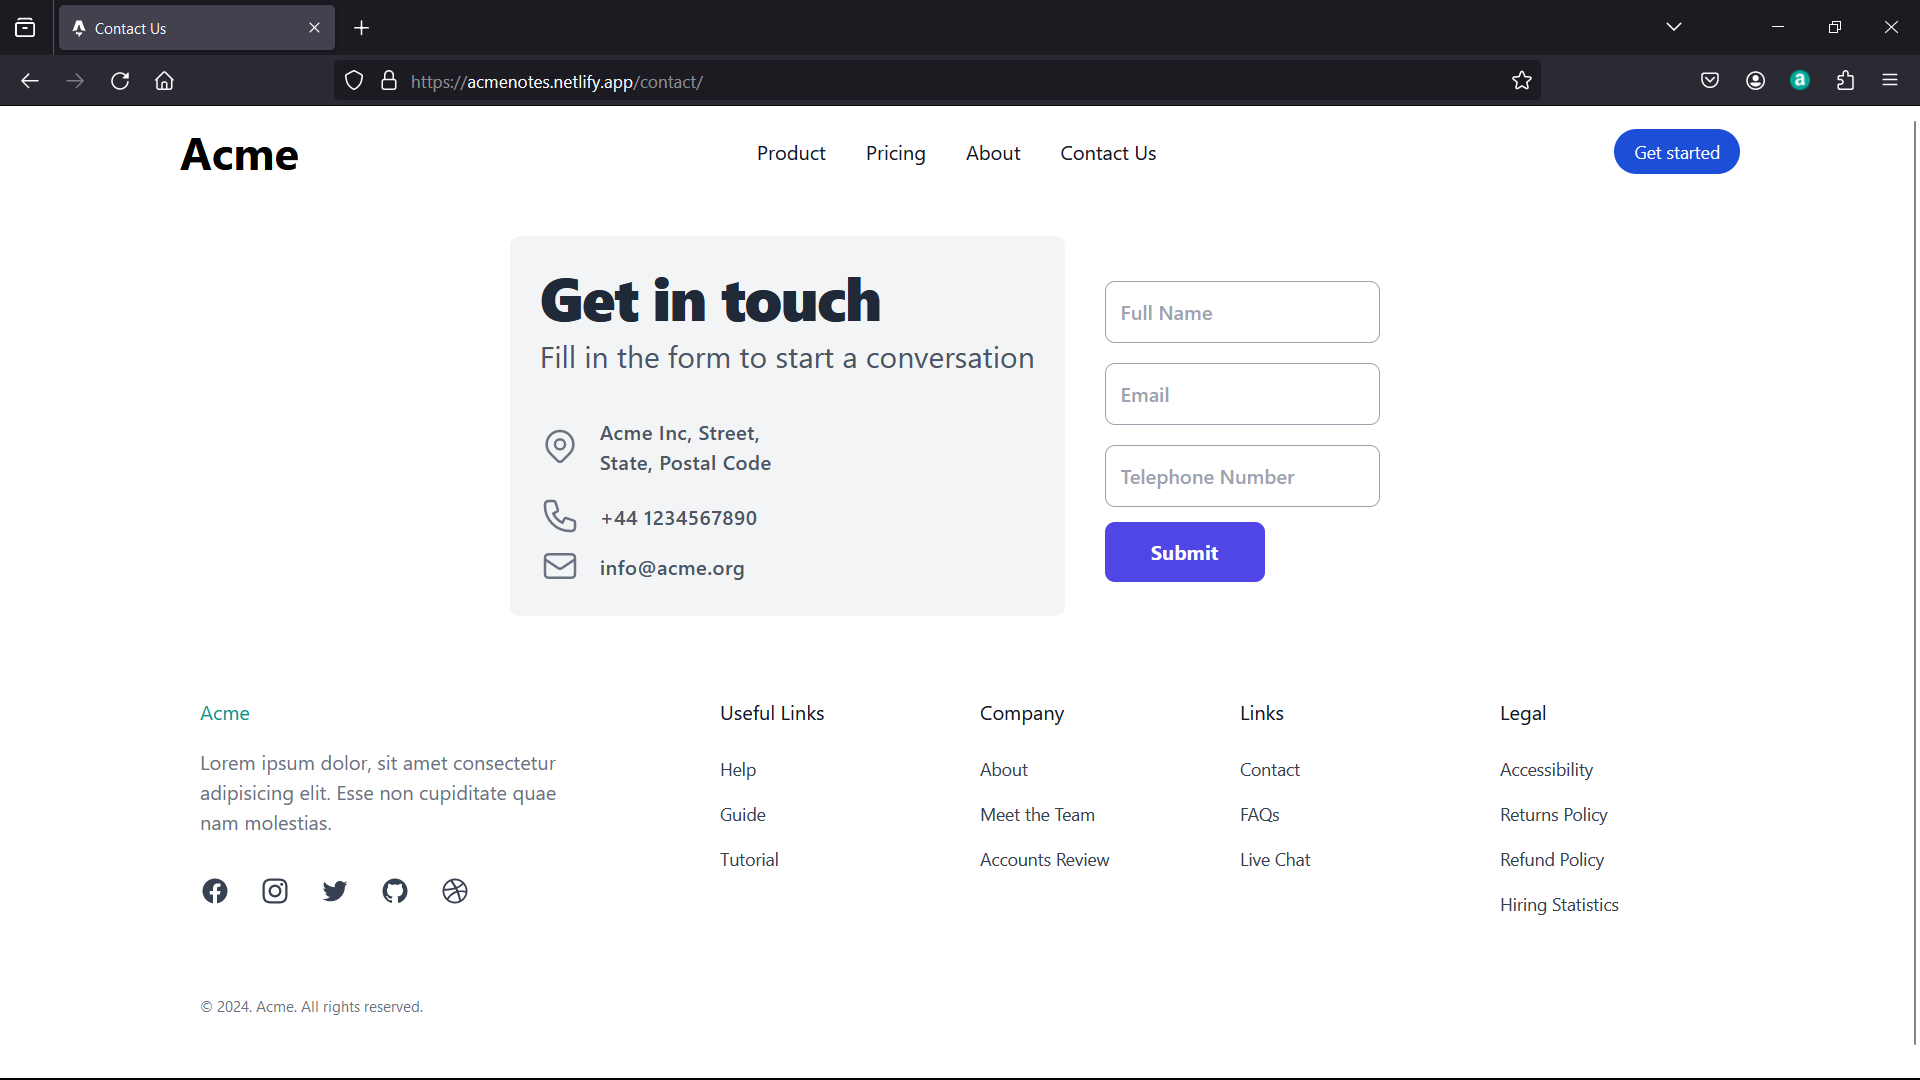 Contact Us
https://acmenotes.netlify.app/contact/
Acme
Product
Pricing
About
Contact Us
Get started
Get in touch
Fill in the form to start a conversation
Acme Inc, Street,
State, Postal Code
+44 1234567890
info@acme.org
Full Name
Email
Telephone Number
Submit
Acme
Lorem ipsum dolor, sit amet consectetur
adipisicing elit. Esse non cupiditate quae
nam molestias.
Useful Links
Help
Guide
Tutorial
Company
About
Meet the Team
Accounts Review
Links
Contact
FAQs
Live Chat
Legal
Accessibility
Returns Policy
Refund Policy
Hiring Statistics
© 2024. Acme. All rights reserved.